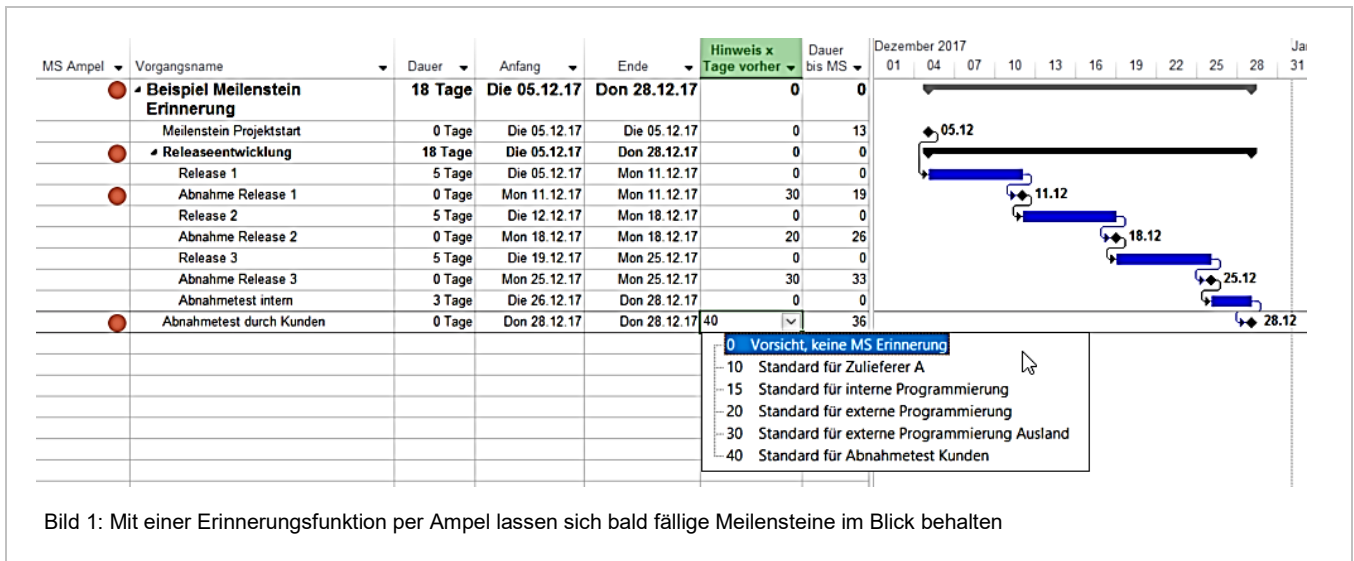 Hinweis x Dauer Dezember 2017 Ja
MS Ampel Vorgangsname Dauer Anfang Ende Tage vorher bis MS 01 04 07 10 13 16 19 22 25 28 31
Beispiel Meilenstein 18 Tage Die 05.12.17 Don 28.12.17 0 0
Erinnerung
Meilenstein Projektstart 0 Tage Die 05.12.17 Die 05.12.17 0 13 05.12
Releaseentwicklung 18 Tage Die 05.12.17 Don 28.12.17 0 0
Release 1 5 Tage Die 05.12.17 Mon 11.12.17 0 0
Abnahme Release 1 0 Tage Mon 11.12.17 Mon 11.12.17 30 19 11.12
Release 2 5 Tage Die 12.12.17 Mon 18.12.17 0 0
Abnahme Release 2 0 Tage Mon 18.12.17 Mon 18.12.17 20 26 18.12
Release 3 5 Tage Die 19.12.17 Mon 25.12.17 0 0
Abnahme Release 3 0 Tage Mon 25.12.17 Mon 25.12.17 30 33 25.12
Abnahmetest intern 3 Tage Die 26.12.17 Don 28.12.17 0 0
Abnahmetest durch Kunden 0 Tage Don 28.12.17 Don 28.12.17 40 36 28.12
0 Vorsicht, keine MS Erinnerung
10 Standard für Zulieferer A
15 Standard für interne Programmierung
20 Standard für externe Programmierung
30 Standard für externe Programmierung Ausland
40 Standard für Abnahmetest Kunden
Bild 1: Mit einer Erinnerungsfunktion per Ampel lassen sich bald fällige Meilensteine im Blick behalten